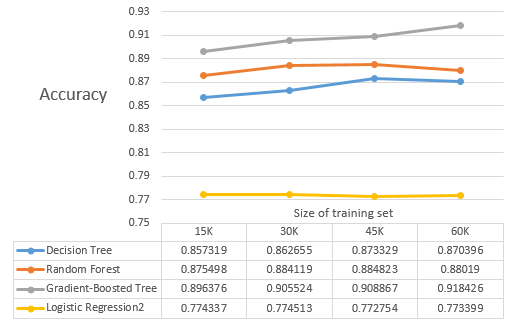 0.93
0.91
0.89
0.87
0.85
0.83
0.81
0.79
0.77
0.75
Accuracy
Size of training set
15K 30K 45K 60K
Decision Tree 0.857319 0.862655 0.873329 0.870396
Random Forest 0.875498 0.884119 0.884823 0.88019
Gradient-Boosted Tree 0.896376 0.905524 0.908867 0.918426
Logistic Regression2 0.774337 0.774513 0.772754 0.773399